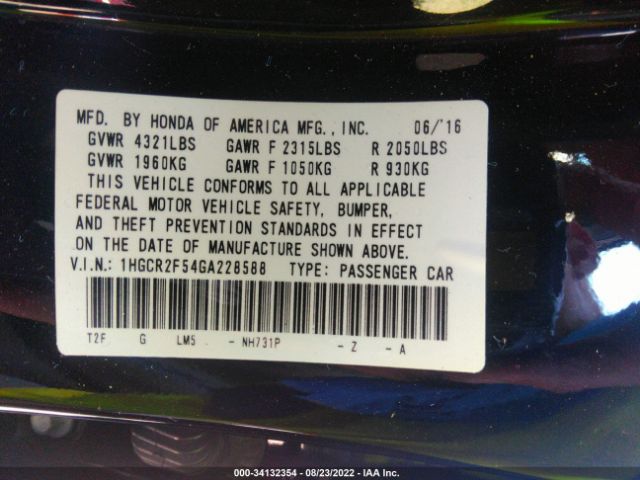 MFD. BY HONDA OF AMERICA MFG., INC. 06/'16
GVWR 4321LBS GAWR F 2315LBS R 2050LBS
GVWR 1960KG GAWR F 1050KG R 930KG
THIS VEHICLE CONFORMS TO ALL APPLICABLE
FEDERAL MOTOR VEHICLE SAFETY, BUMPER,
AND THEFT PREVENTION STANDARDS IN EFFECT
ON THE DATE OF MANUFACTURE SHOWN ABOVE.
V.I.N.: 1HGCR2F54GA228588 TYPE: PASSENGER CAR
T2F G LM5 - NH731P - Z - A
000-34132354 - 08/23/2022 - IAA Inc.